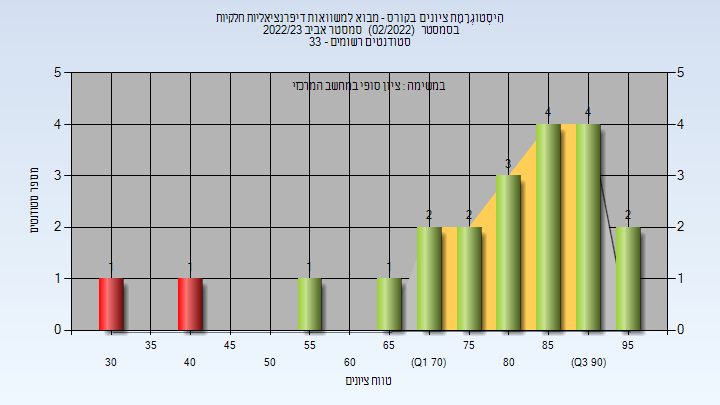 היסטוגרמת ציונים בקורס - מבוא למשוואות דיפרנציאליות חלקיות
בסמסטר (02/2022) סמסטר אביב 2022/23
סטודנטים רשומים - 33
במשימה : ציון סופי במחשב המרכזי
מספר סטודנטים
5 5
4 4
3 3
2 2
1 1
0 0
1 1 1 1 2 2 3 4 4 2
35 45 55 65 75 85 95
30 40 50 60 (Q1 70) 80 (Q3 90)
טווח ציונים